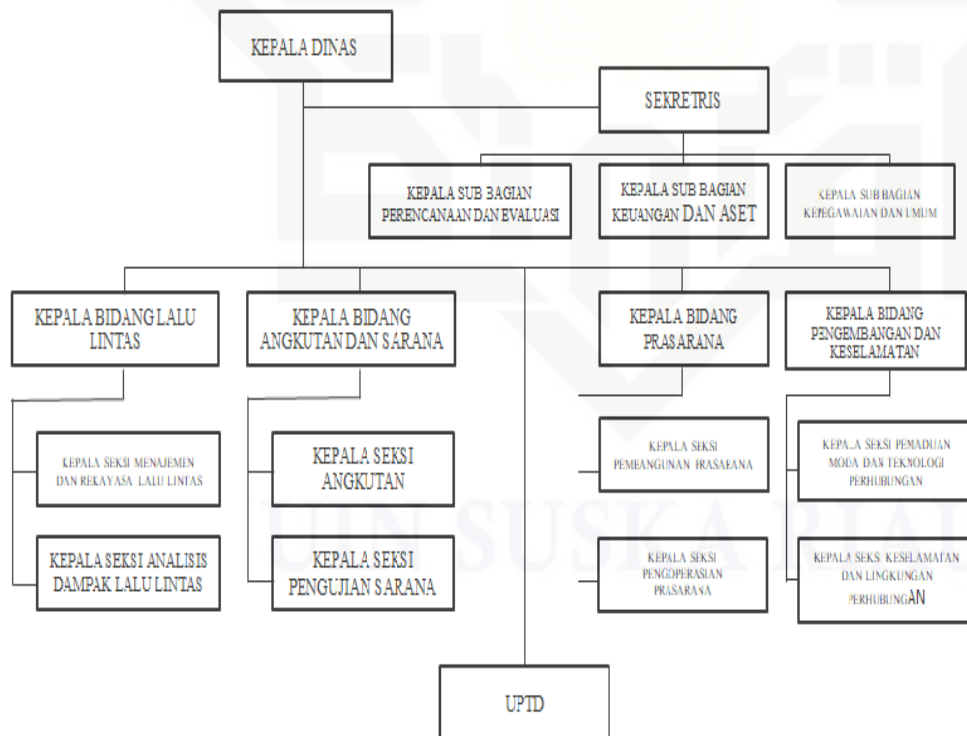 KEPALA DINAS
SEKRETRIS
KEPALA SUB BAGIAN
PERENCANAAN DAN EVALUASI
KEPALA SUB BAGIAN
KEUANGAN DAN ASET
KEPALA SUB BAGIAN
KEPEGAWAIAN DAN UMUM
KEPALA BIDANG LALU
LINTAS
KEPALA BIDANG
ANGKUTAN DAN SARANA
KEPALA BIDANG
PRASARANA
KEPALA BIDANG
PENGEMBANGAN DAN
KESELAMATAN
KEPALA SEKSI MENAJEMEN
DAN REKAYASA LALU LINTAS
KEPALA SEKSI
ANGKUTAN
KEPALA SEKSI
PEMBANGUNAN PRASARANA
KEPALA SEKSI PEMADUAN
MODA DAN TEKNOLOGI
PERHUBUNGAN
KEPALA SEKSI ANALISIS
DAMPAK LALU LINTAS
KEPALA SEKSI
PENGUJIAN SARANA
KEPALA SEKSI
PENGOPERASIAN
PRASARANA
KEPALA SEKSI KESELAMATAN
DAN LINGKUNGAN
PERHUBUNGAN
UPTD
UIN SUSKA RIAU